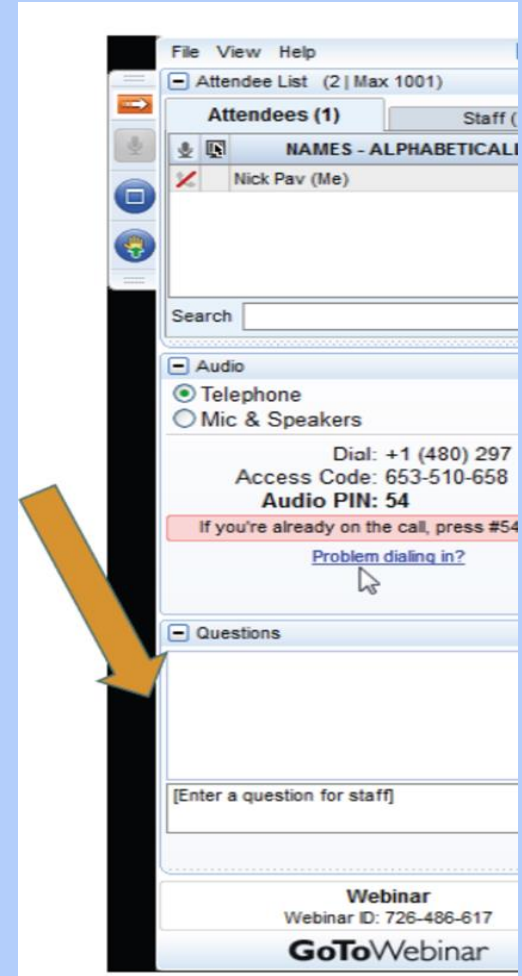 File View Help
Attendee List (2 | Max 1001)
Attendees (1) Staff (
NAMES - ALPHABETICALL
Nick Pav (Me)
Search
Audio
Telephone
Mic & Speakers
Dial: +1 (480) 297
Access Code: 653-510-658
Audio PIN: 54
If you're already on the call, press #54
Problem dialing in?
Questions
[Enter a question for staff]
Webinar
Webinar ID: 726-486-617
GoToWebinar